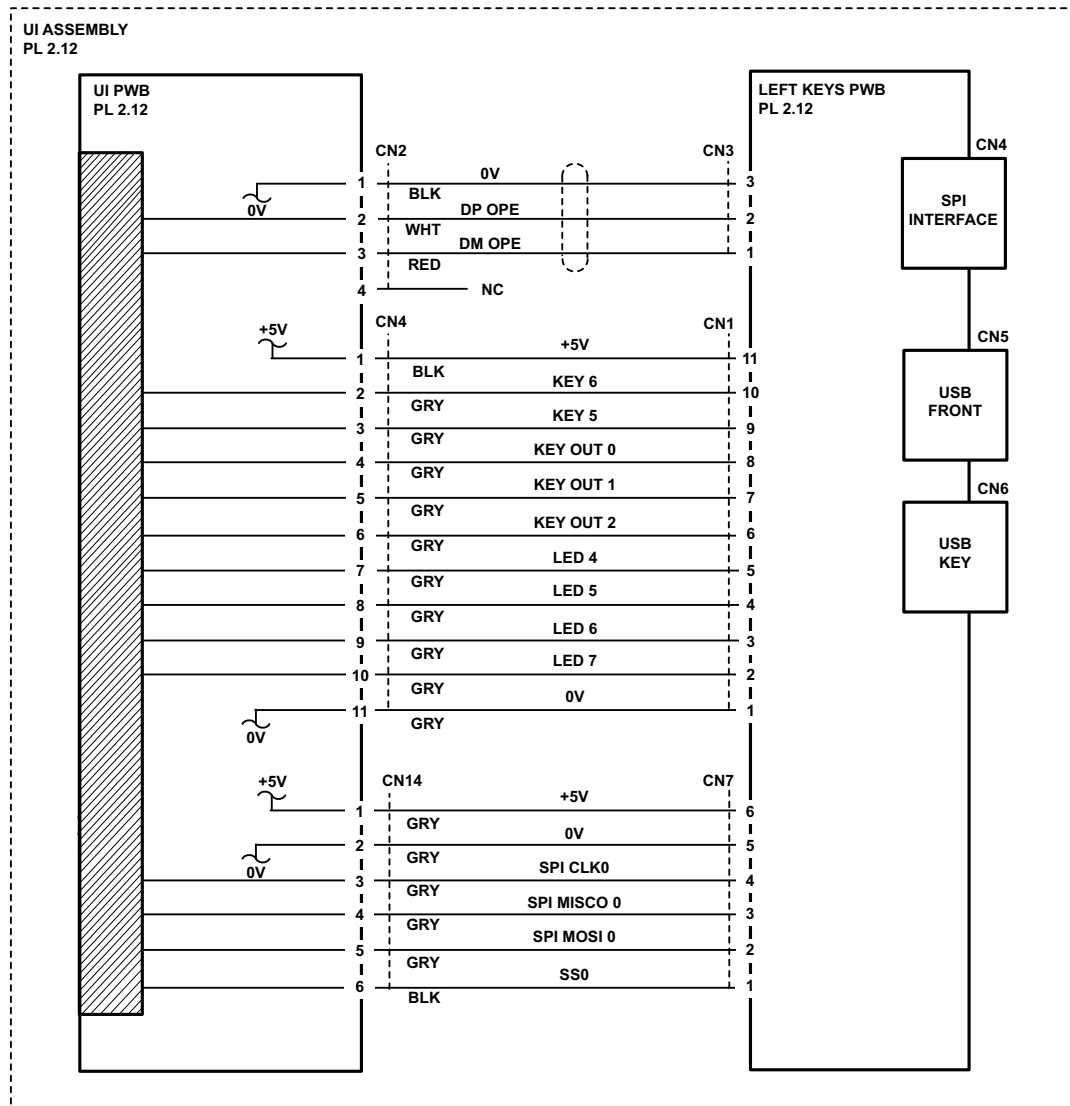 UI ASSEMBLY
PL 2.12
UI PWB
PL 2.12
LEFT KEYS PWB
PL 2.12
CN2
CN3
CN4
SPI
INTERFACE
0V
1
0V
3
BLK
2
DP OPE
2
WHT
3
DM OPE
1
RED
4
NC
CN5
USB
FRONT
CN6
USB
KEY
CN4
CN1
+5V
1
+5V
11
BLK
2
KEY 6
10
GRY
3
KEY 5
9
GRY
4
KEY OUT 0
8
GRY
5
KEY OUT 1
7
GRY
6
KEY OUT 2
6
GRY
7
LED 4
5
GRY
8
LED 5
4
GRY
9
LED 6
3
GRY
10
LED 7
2
GRY
0V
11
0V
1
GRY
CN14
CN7
+5V
1
+5V
6
GRY
0V
2
0V
5
GRY
3
SPI CLK0
4
GRY
4
SPI MISCO 0
3
GRY
5
SPI MOSI 0
2
GRY
6
SS0
1
BLK